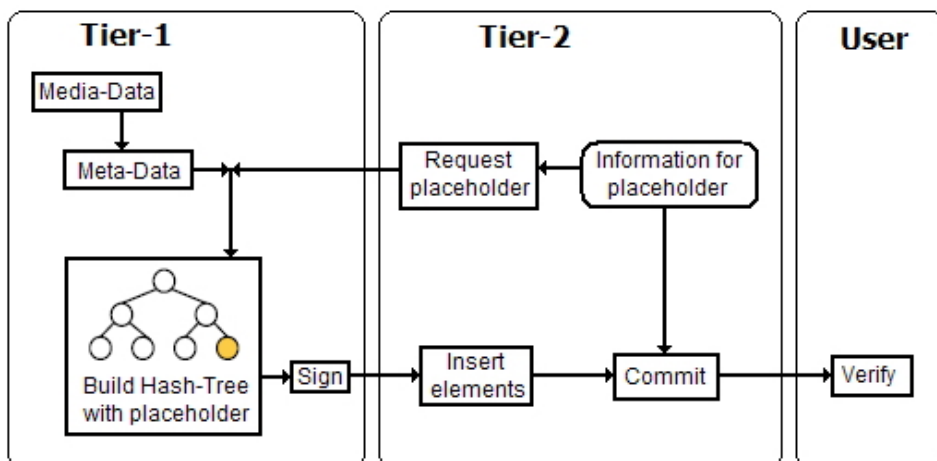 Tier-1
Media-Data
Meta-Data
Build Hash-Tree
with placeholder
Sign
Tier-2
Request
placeholder
Information for
placeholder
Insert
elements
Commit
User
Verify